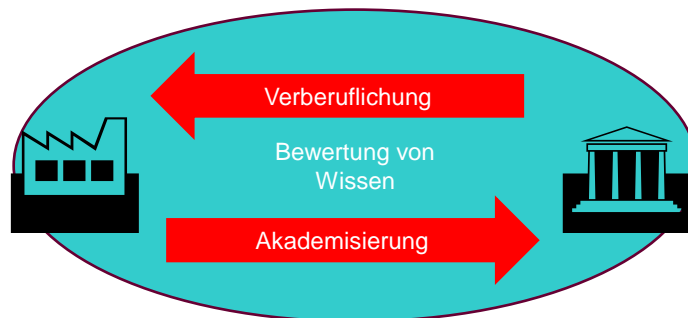 Verberuflichung
Bewertung von
Wissen
Akademisierung